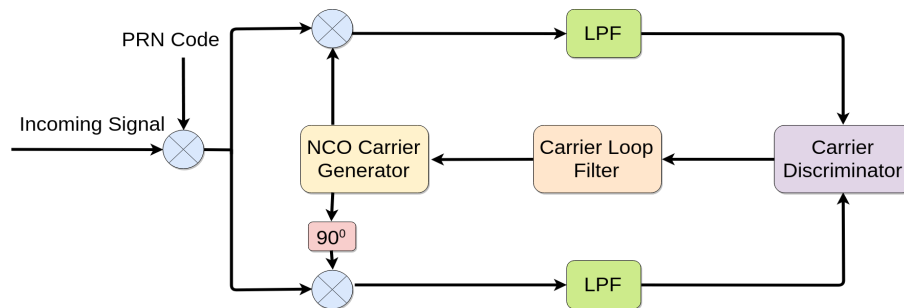 PRN Code
Incoming Signal
LPF
NCO Carrier
Generator
Carrier Loop
Filter
Carrier
Discriminator
90⁰
LPF